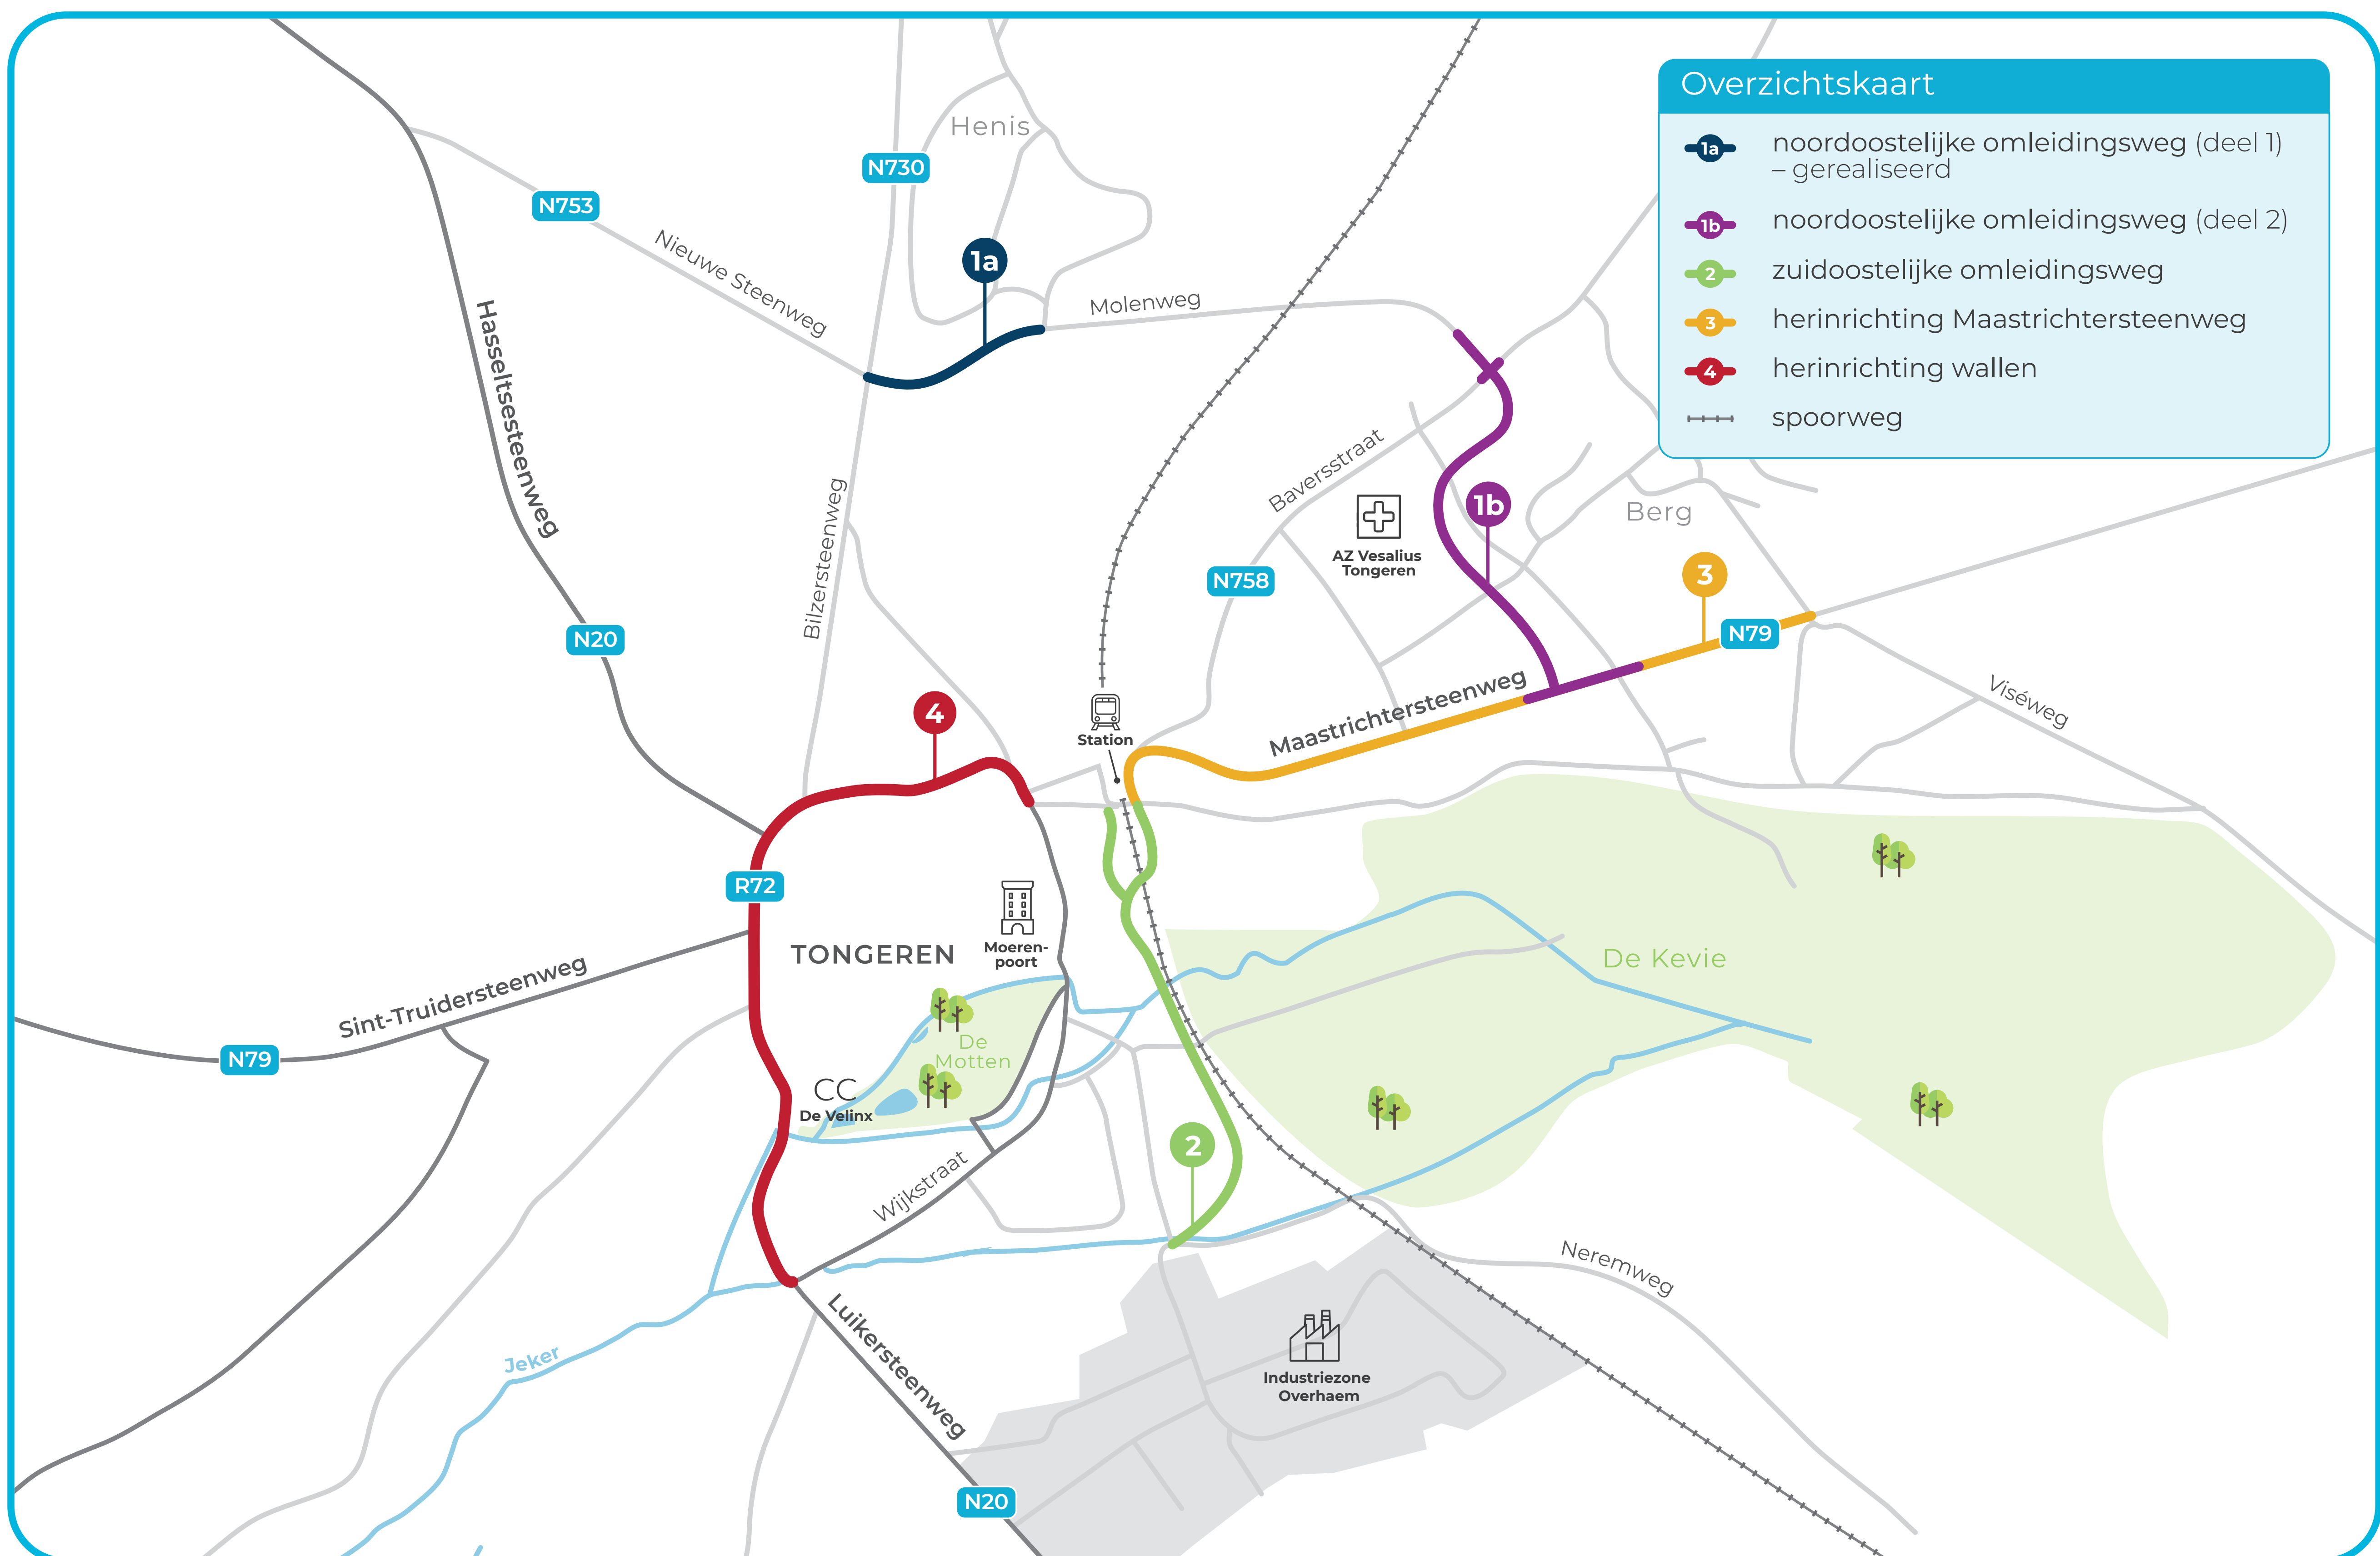 Overzichtskaart
1a noordoostelijke omleidingsweg (deel 1)
– gerealiseerd
1b noordoostelijke omleidingsweg (deel 2)
2 zuidoostelijke omleidingsweg
3 herinrichting Maastrichtersteenweg
4 herinrichting wallen
spoorweg
Henis
N730
N753
Nieuwe Steenweg
1a
Molenweg
Hasseltsesteenweg
Bilzersteenweg
Baversstraat
1b
Berg
AZ Vesalius
Tongeren
N758
3
N20
N79
Maastrichtersteenweg
Viséweg
4
Station
R72
TONGEREN
Moeren-
poort
De Kevie
Sint-Truidersteenweg
N79
De
Motten
CC
De Velinx
2
Wijkstraat
Neremweg
Jeker
Luikersteenweg
Industriezone
Overhaem
N20